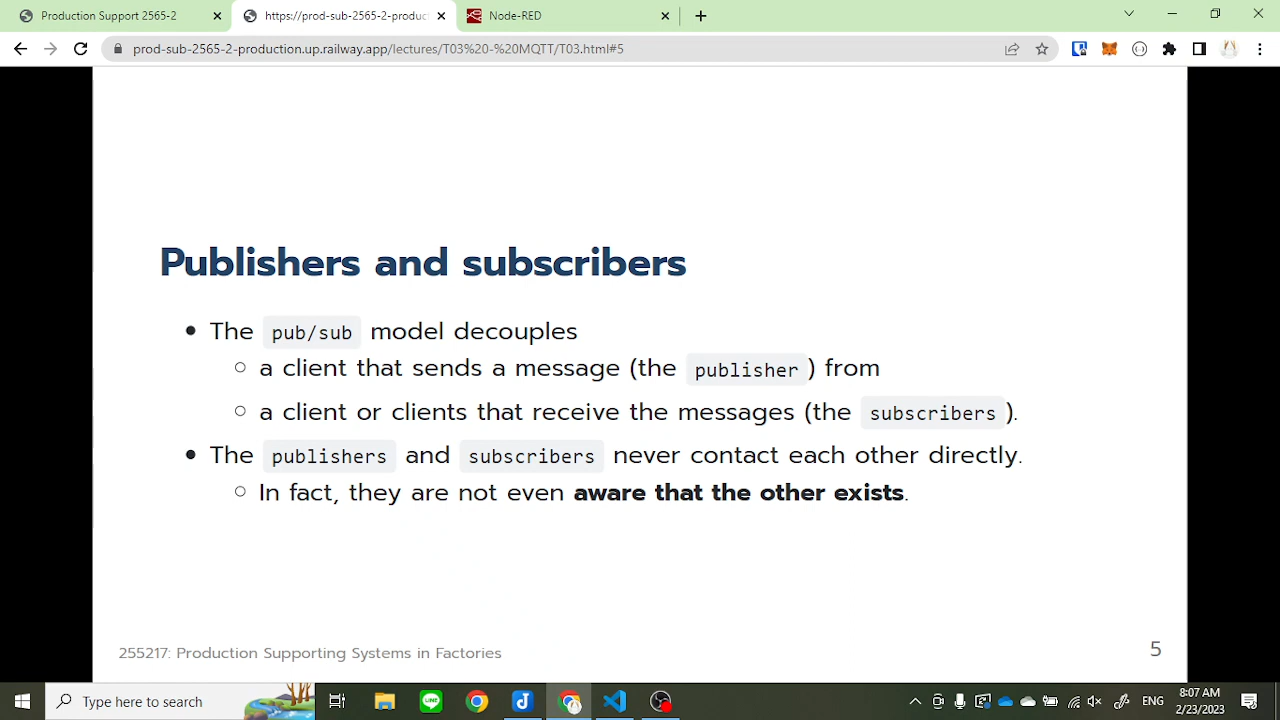 Production Support 2565-2
https://prod-sub-2565-2-produc
Node-RED
prod-sub-2565-2-production.up.railway.app/lectures/T03%20-%20MQTT/T03.html#5
Publishers and subscribers
The pub/sub model decouples
a client that sends a message (the publisher) from
a client or clients that receive the messages (the subscribers).
The publishers and subscribers never contact each other directly.
In fact, they are not even aware that the other exists.
255217: Production Supporting Systems in Factories
5
Type here to search
LINE
ENG
8:07 AM
2/23/2023